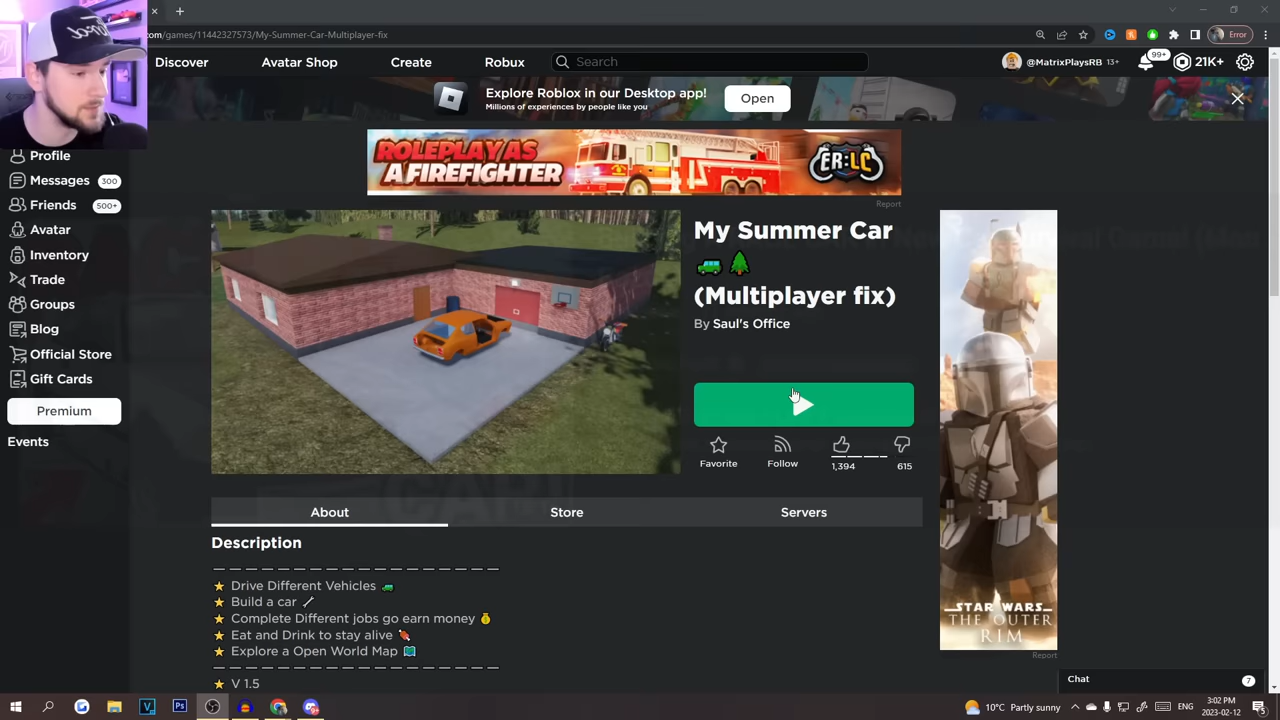 com/games/11442327573/My-Summer-Car-Multiplayer-fix
Error
Discover
Avatar Shop
Create
Robux
Search
@MatrixPlaysRB 13+
99+
21K+
Explore Roblox in our Desktop app!
Millions of experiences by people like you
Open
ROLEPLAY AS
A FIREFIGHTER
ER:LC
Report
Profile
Messages 300
Friends 500+
Avatar
Inventory
Trade
Groups
Blog
Official Store
Gift Cards
Premium
Events
My Summer Car
(Multiplayer fix)
By Saul's Office
Favorite
Follow
1,394
615
About
Store
Servers
Description
Drive Different Vehicles
Build a car
Complete Different jobs go earn money
Eat and Drink to stay alive
Explore a Open World Map
V 1.5
STAR WARS
THE OUTER
RIM
Report
Chat
7
10°C Partly sunny
ENG
3:02 PM
2023-02-12
5